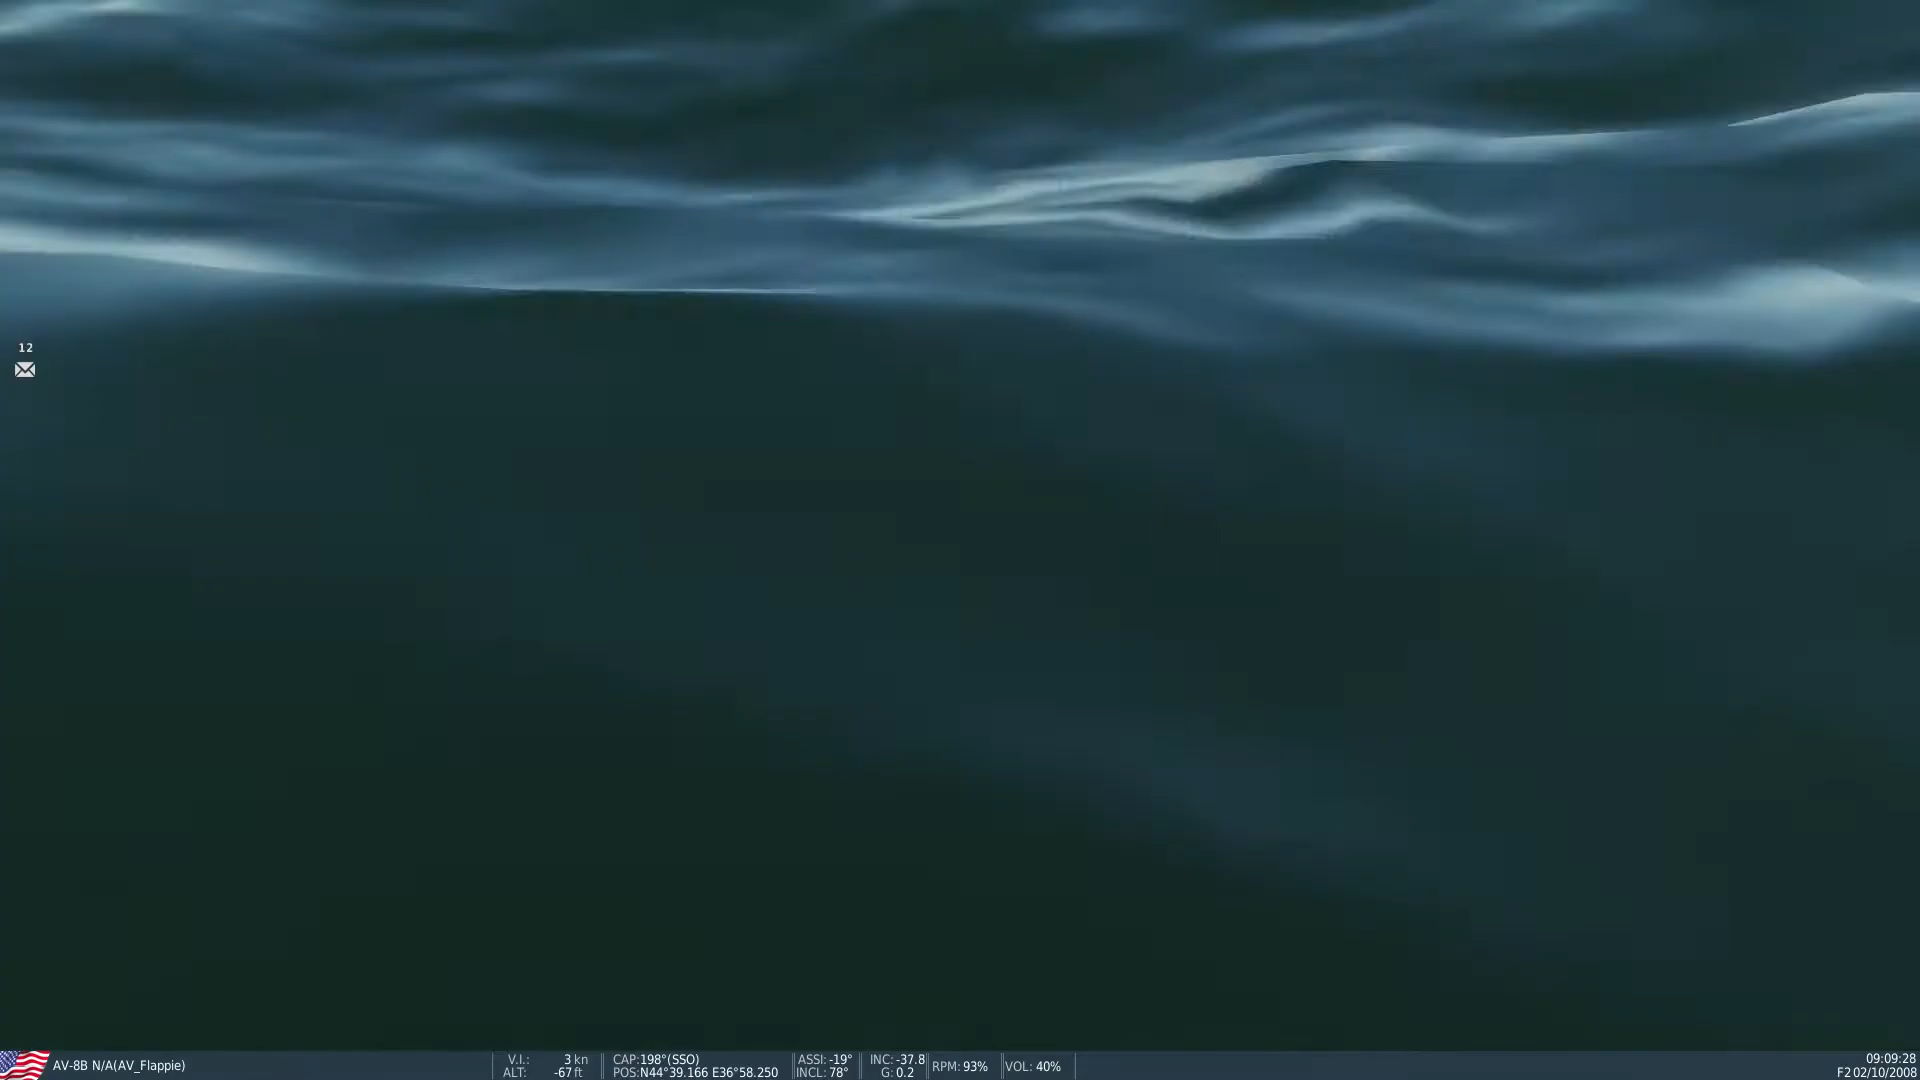 12
AV-8B N/A(AV_Flappie)
V.I.: 3 kn
ALT: -67 ft
CAP:198°(SSO)
POS:N44°39.166 E36°58.250
ASSI: -19°
INCL: 78°
INC: -37.8
G: 0.2
RPM: 93%
VOL: 40%
09:09:28
F2 02/10/2008